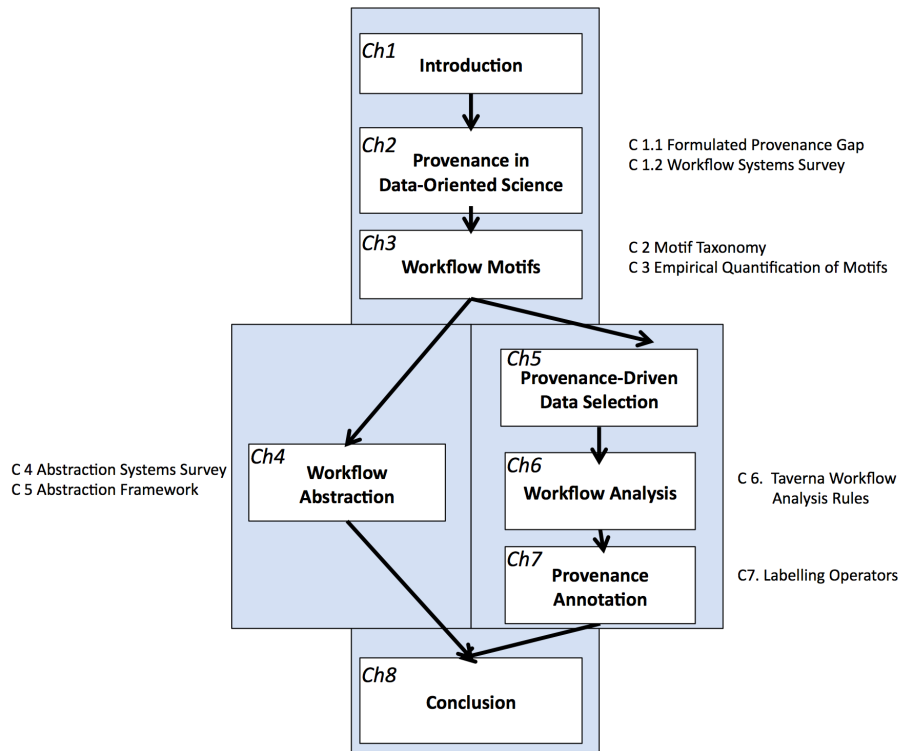 Ch1
Introduction
Ch2
Provenance in
Data-Oriented Science
C 1.1 Formulated Provenance Gap
C 1.2 Workflow Systems Survey
Ch3
Workflow Motifs
C 2 Motif Taxonomy
C 3 Empirical Quantification of Motifs
Ch5
Provenance-Driven
Data Selection
Ch4
Workflow
Abstraction
C 4 Abstraction Systems Survey
C 5 Abstraction Framework
Ch6
Workflow Analysis
C 6. Taverna Workflow
Analysis Rules
Ch7
Provenance
Annotation
C7. Labelling Operators
Ch8
Conclusion